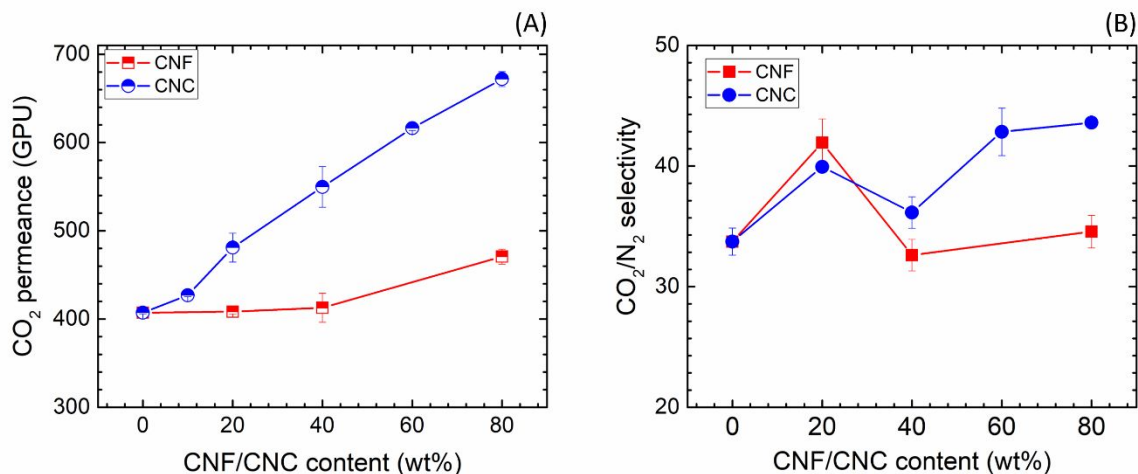 (A)
CO₂ permeance (GPU)
700
600
500
400
300
CNF
CNC
0 20 40 60 80
CNF/CNC content (wt%)
(B)
CO₂/N₂ selectivity
50
40
30
20
CNF
CNC
0 20 40 60 80
CNF/CNC content (wt%)